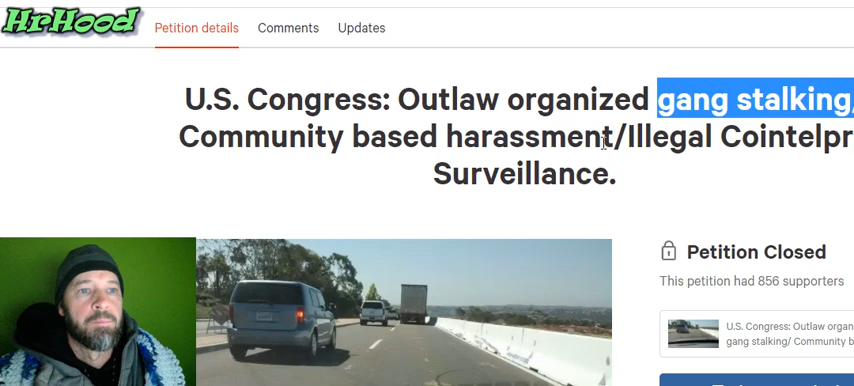 HrHood
Petition details
Comments
Updates
U.S. Congress: Outlaw organized gang stalking/
Community based harassment/Illegal Cointelpr
Surveillance.
Petition Closed
This petition had 856 supporters
U.S. Congress: Outlaw organ
gang stalking/ Community b